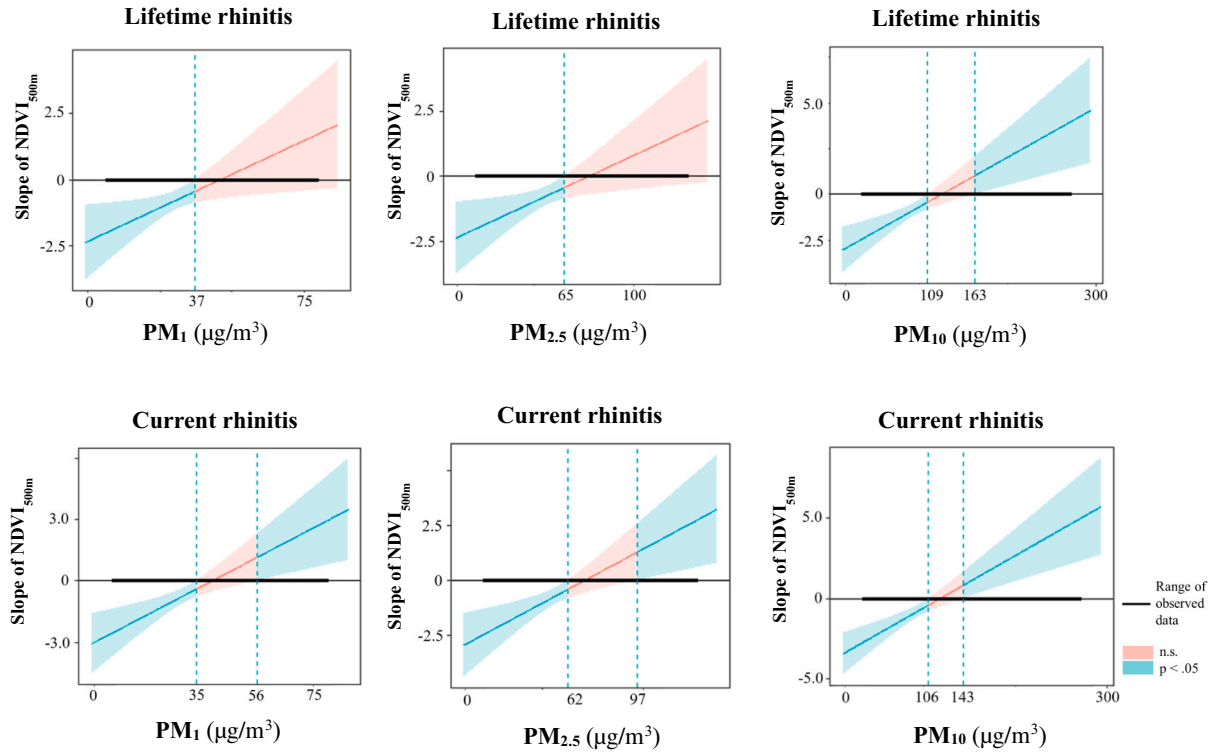 Lifetime rhinitis
Slope of NDVI500m
2.5
0
-2.5
0
37
75
PM1 (μg/m³)
Lifetime rhinitis
Slope of NDVI500m
2.5
0
-2.5
0
65
100
PM2.5 (μg/m³)
Lifetime rhinitis
Slope of NDVI500m
5.0
2.5
0
-2.5
0
109
163
300
PM10 (μg/m³)
Current rhinitis
Slope of NDVI500m
3.0
0
-3.0
0
35
56
75
PM1 (μg/m³)
Current rhinitis
Slope of NDVI500m
2.5
0
-2.5
0
62
97
PM2.5 (μg/m³)
Current rhinitis
Slope of NDVI500m
5.0
0
-5.0
0
106
143
300
PM10 (μg/m³)
Range of
observed
data
n.s.
p < .05